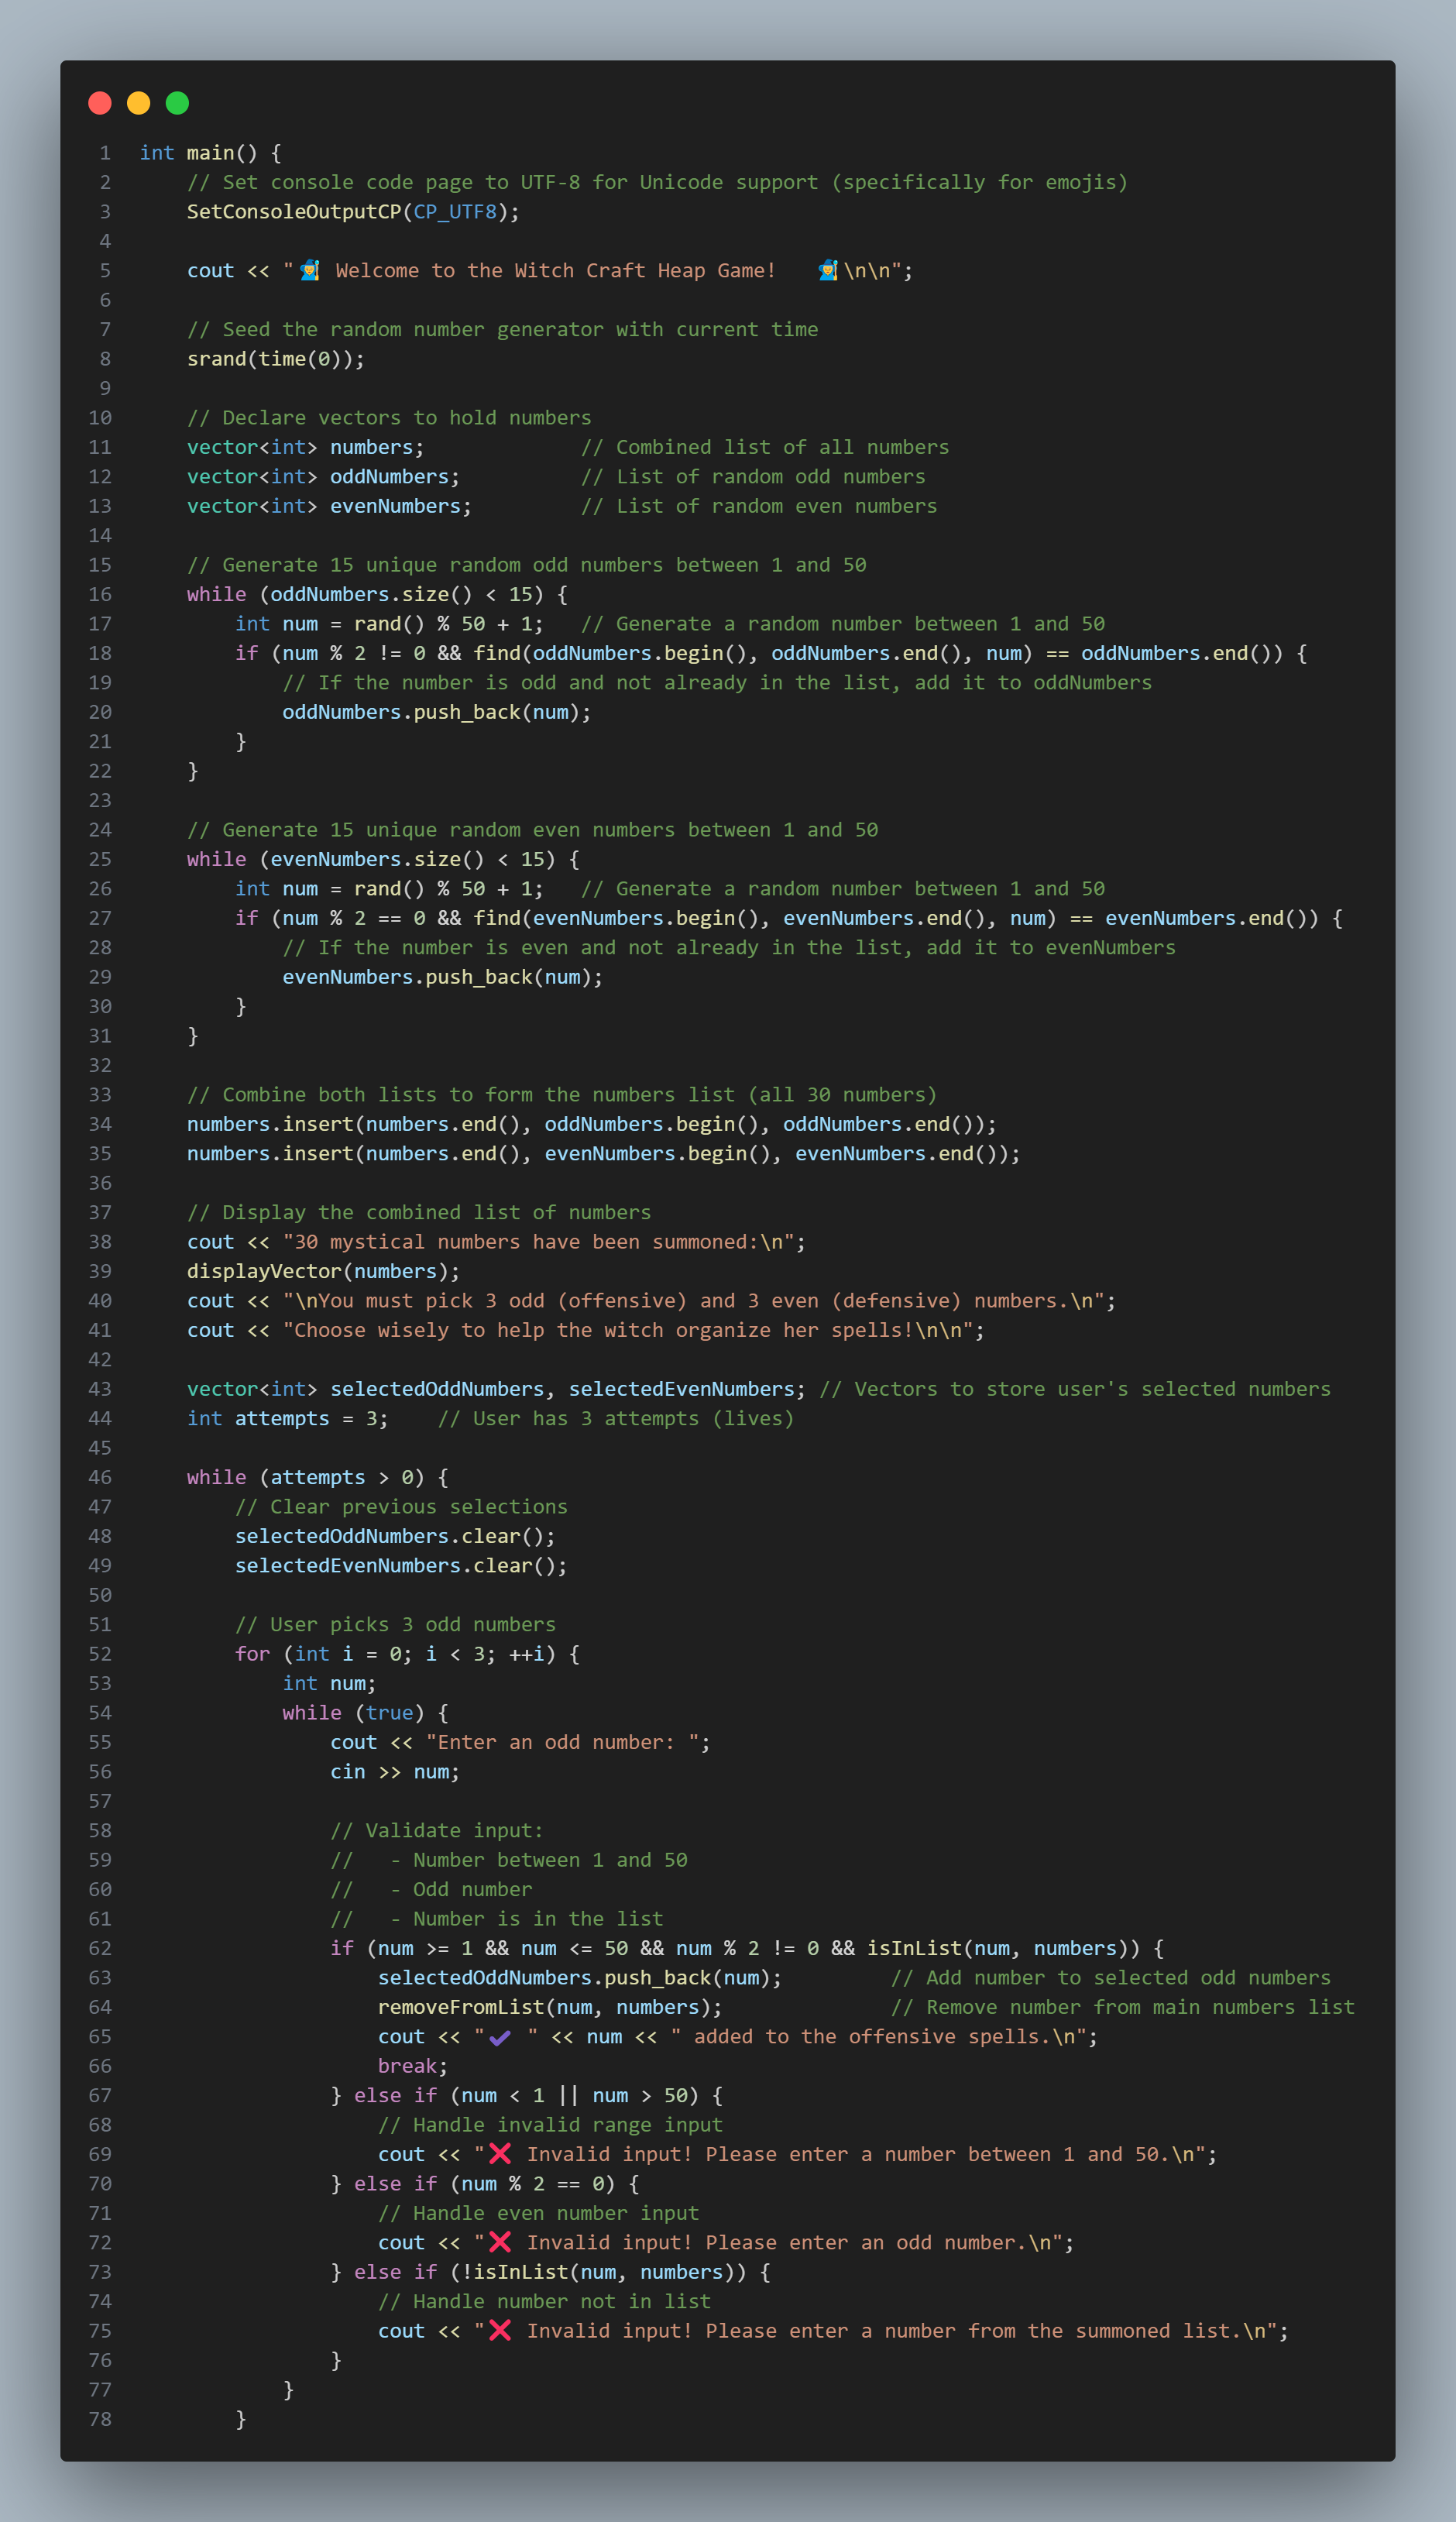 1 int main() {
2     // Set console code page to UTF-8 for Unicode support (specifically for emojis)
3     SetConsoleOutputCP(CP_UTF8);
4
5     cout << "🧙 Welcome to the Witch Craft Heap Game!   🧙\n\n";
6
7     // Seed the random number generator with current time
8     srand(time(0));
9
10     // Declare vectors to hold numbers
11     vector<int> numbers;             // Combined list of all numbers
12     vector<int> oddNumbers;          // List of random odd numbers
13     vector<int> evenNumbers;         // List of random even numbers
14
15     // Generate 15 unique random odd numbers between 1 and 50
16     while (oddNumbers.size() < 15) {
17         int num = rand() % 50 + 1;   // Generate a random number between 1 and 50
18         if (num % 2 != 0 && find(oddNumbers.begin(), oddNumbers.end(), num) == oddNumbers.end()) {
19             // If the number is odd and not already in the list, add it to oddNumbers
20             oddNumbers.push_back(num);
21         }
22     }
23
24     // Generate 15 unique random even numbers between 1 and 50
25     while (evenNumbers.size() < 15) {
26         int num = rand() % 50 + 1;   // Generate a random number between 1 and 50
27         if (num % 2 == 0 && find(evenNumbers.begin(), evenNumbers.end(), num) == evenNumbers.end()) {
28             // If the number is even and not already in the list, add it to evenNumbers
29             evenNumbers.push_back(num);
30         }
31     }
32
33     // Combine both lists to form the numbers list (all 30 numbers)
34     numbers.insert(numbers.end(), oddNumbers.begin(), oddNumbers.end());
35     numbers.insert(numbers.end(), evenNumbers.begin(), evenNumbers.end());
36
37     // Display the combined list of numbers
38     cout << "30 mystical numbers have been summoned:\n";
39     displayVector(numbers);
40     cout << "\nYou must pick 3 odd (offensive) and 3 even (defensive) numbers.\n";
41     cout << "Choose wisely to help the witch organize her spells!\n\n";
42
43     vector<int> selectedOddNumbers, selectedEvenNumbers; // Vectors to store user's selected numbers
44     int attempts = 3;    // User has 3 attempts (lives)
45
46     while (attempts > 0) {
47         // Clear previous selections
48         selectedOddNumbers.clear();
49         selectedEvenNumbers.clear();
50
51         // User picks 3 odd numbers
52         for (int i = 0; i < 3; ++i) {
53             int num;
54             while (true) {
55                 cout << "Enter an odd number: ";
56                 cin >> num;
57
58                 // Validate input:
59                 //   - Number between 1 and 50
60                 //   - Odd number
61                 //   - Number is in the list
62                 if (num >= 1 && num <= 50 && num % 2 != 0 && isInList(num, numbers)) {
63                     selectedOddNumbers.push_back(num);         // Add number to selected odd numbers
64                     removeFromList(num, numbers);              // Remove number from main numbers list
65                     cout << "✔ " << num << " added to the offensive spells.\n";
66                     break;
67                 } else if (num < 1 || num > 50) {
68                     // Handle invalid range input
69                     cout << "❌ Invalid input! Please enter a number between 1 and 50.\n";
70                 } else if (num % 2 == 0) {
71                     // Handle even number input
72                     cout << "❌ Invalid input! Please enter an odd number.\n";
73                 } else if (!isInList(num, numbers)) {
74                     // Handle number not in list
75                     cout << "❌ Invalid input! Please enter a number from the summoned list.\n";
76                 }
77             }
78         }